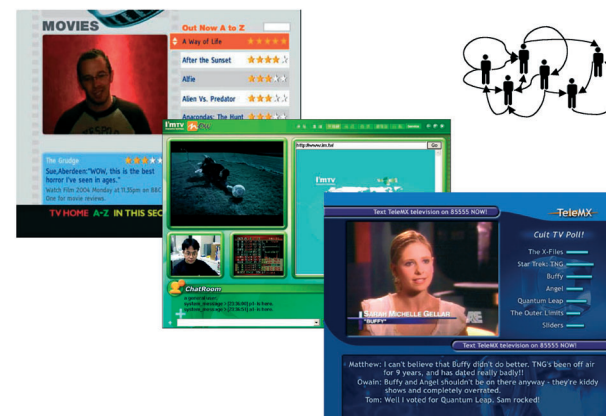 MOVIES
Out Now A to Z
A Way of Life
After the Sunset
Alfie
Alien Vs. Predator
Anacondas: The Hunt
The Grudge
Sue,Aberdeen:"WOW, this is the best
horror I've seen in ages."
Watch Film 2004 Monday at 11.35pm on BBC
One for movie reviews.
TV HOME A-Z IN THIS SEC
I'mTV
http://www.im.tv/
Go
I'mTV
ChatRoom
Text TeleMX television on 85555 NOW!
TeleMX
Cult TV Poll!
The X-Files
Star Trek: TNG
Buffy
Angel
Quantum Leap
The Outer Limits
Sliders
SARAH MICHELLE GELLAR
"BUFFY"
Text TeleMX television on 85555 NOW!
Matthew: I can't believe that Buffy didn't do better. TNG's been off air
for 9 years, and has dated really badly!!
Owain: Buffy and Angel shouldn't be on there anyway - they're kiddy
shows and completely overrated.
Tom: Well I voted for Quantum Leap, Sam rocked!